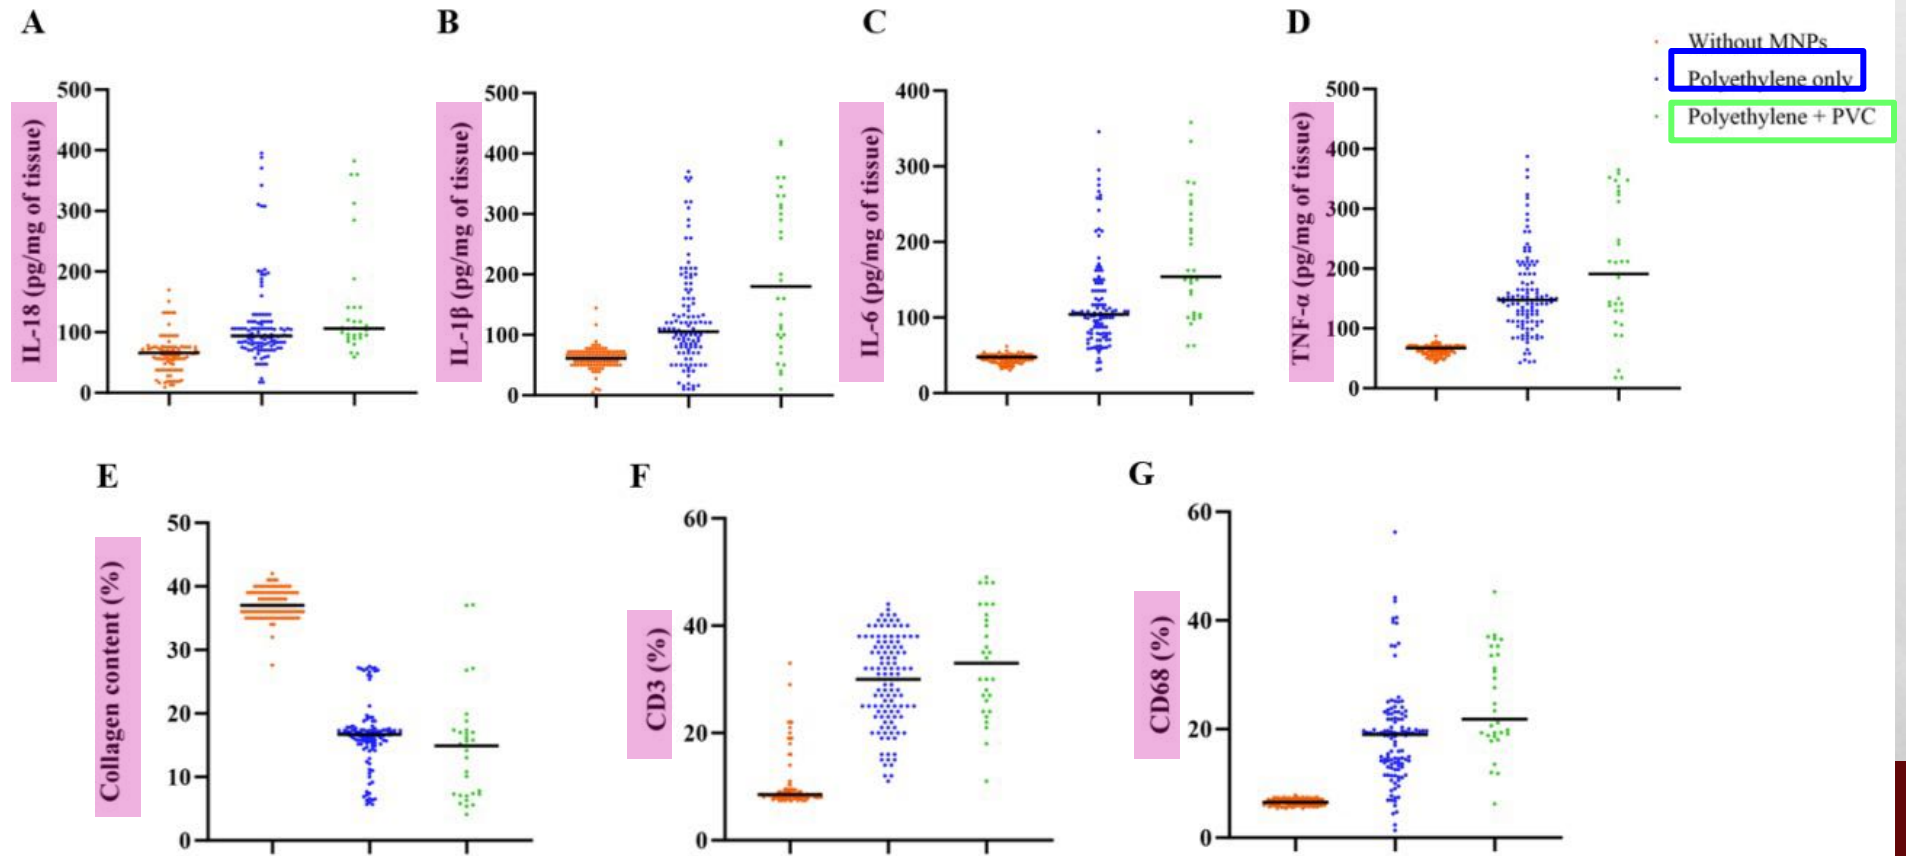 A
B
C
D
Without MNPs
Polyethylene only
Polyethylene + PVC
IL-18 (pg/mg of tissue)
500
400
300
200
100
0
IL-1β (pg/mg of tissue)
500
400
300
200
100
0
IL-6 (pg/mg of tissue)
400
300
200
100
0
TNF-α (pg/mg of tissue)
500
400
300
200
100
0
E
F
G
Collagen content (%)
50
40
30
20
10
0
CD3 (%)
60
40
20
0
CD68 (%)
60
40
20
0